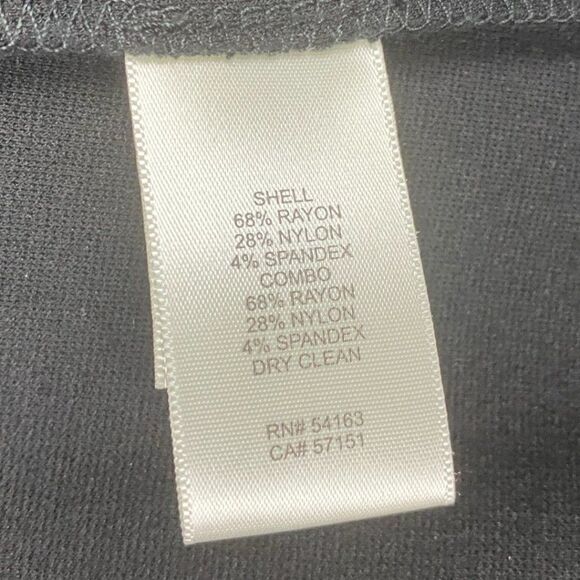 SHELL
68% RAYON
28% NYLON
4% SPANDEX
COMBO
68% RAYON
28% NYLON
4% SPANDEX
DRY CLEAN
RN# 54163
CA# 57151